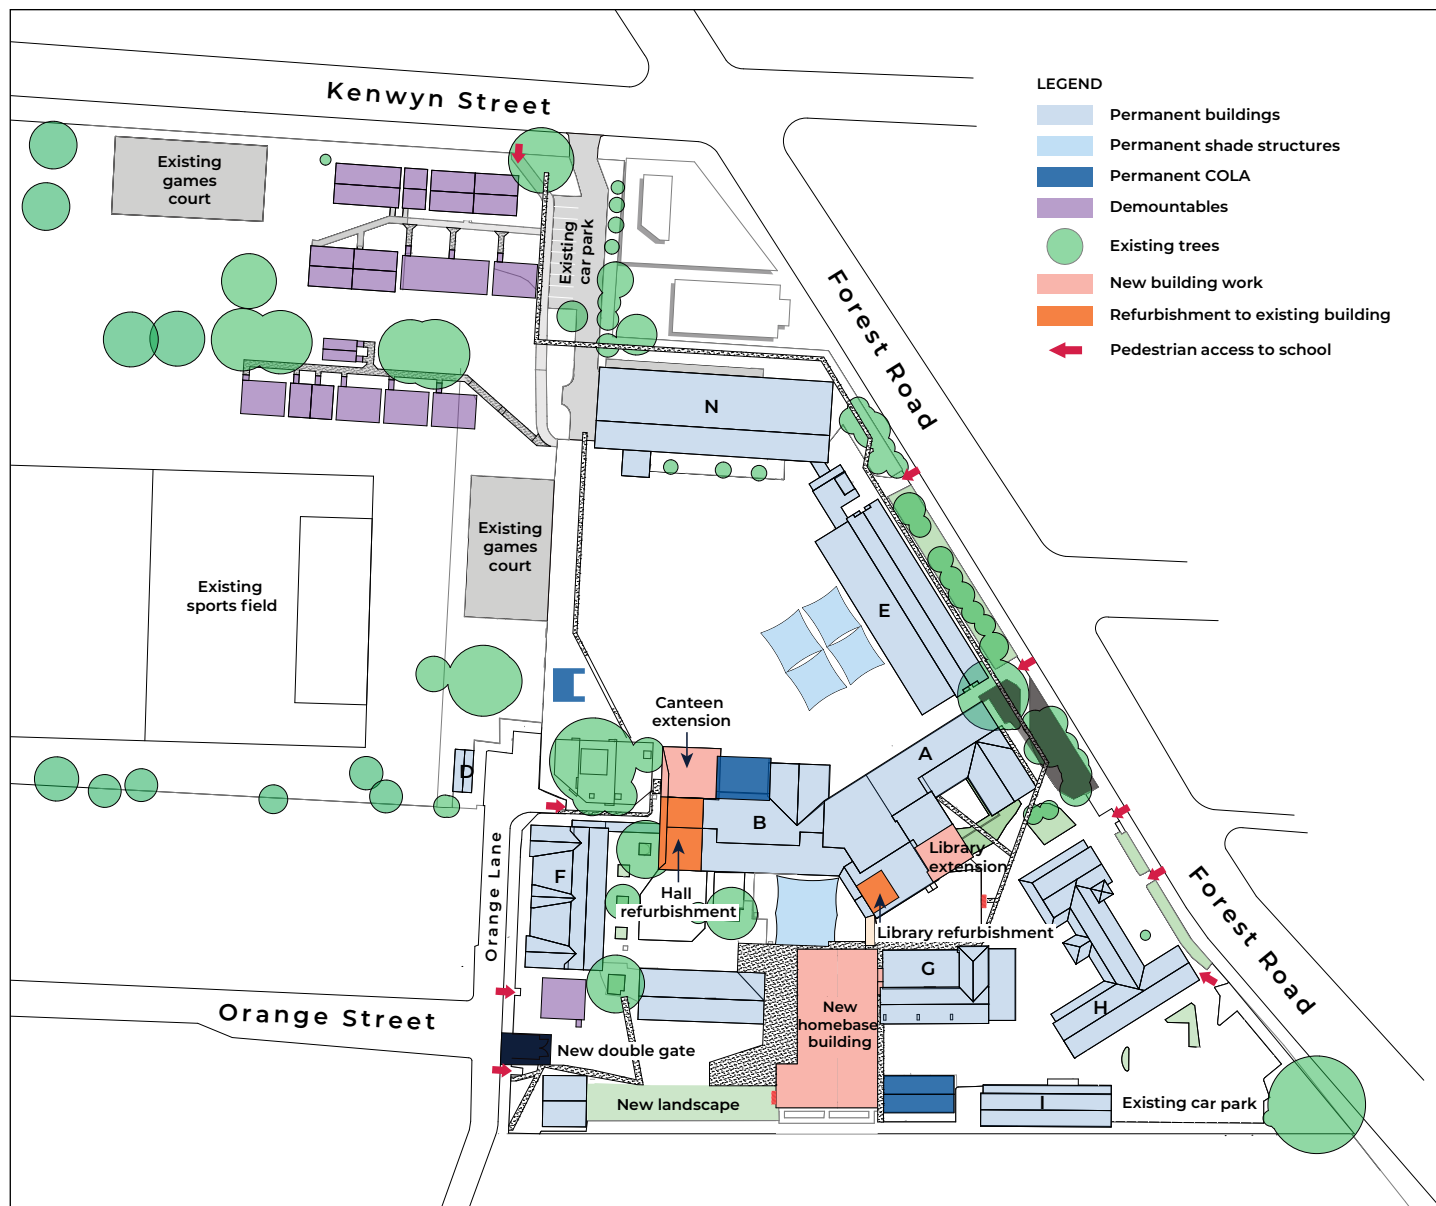 Kenwyn Street
LEGEND
Permanent buildings
Permanent shade structures
Permanent COLA
Demountables
Existing trees
New building work
Refurbishment to existing building
Pedestrian access to school
Existing
games
court
Existing
car park
Forest Road
N
Existing
games
court
Existing
sports field
E
Canteen
extension
A
D
B
Library
extension
F
Hall
refurbishment
Orange Lane
Library refurbishment
Forest Road
G
H
Orange Street
New
homebase
building
New double gate
New landscape
I
Existing car park